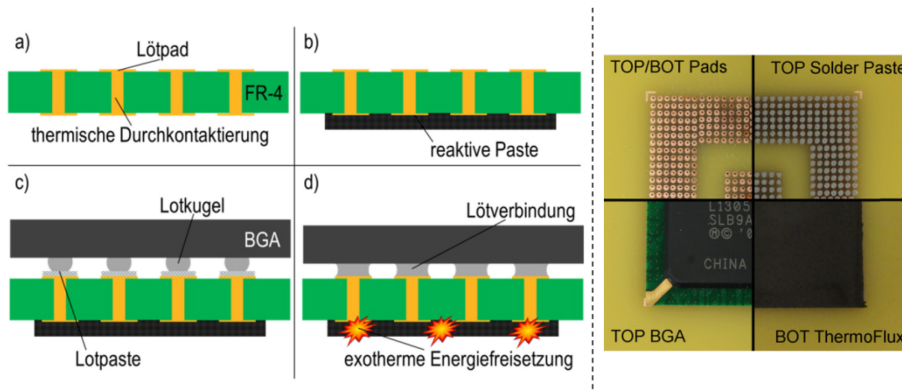 a)
Lötpad
FR-4
thermische Durchkontaktierung
b)
reaktive Paste
c)
Lotkugel
BGA
Lotpaste
d)
Lötverbindung
exotherme Energiefreisetzung
TOP/BOT Pads
TOP Solder Paste
L1305
SLB9A
CHINA
TOP BGA
BOT ThermoFlux